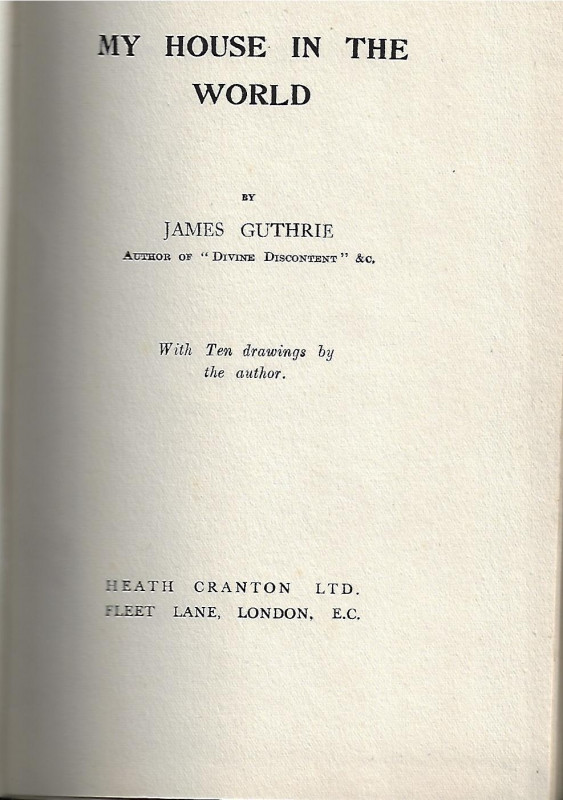 MY HOUSE IN THE
WORLD
BY
JAMES GUTHRIE
AUTHOR OF "DIVINE DISCONTENT" &C.
With Ten drawings by
the author.
HEATH CRANTON LTD.
FLEET LANE, LONDON, E.C.